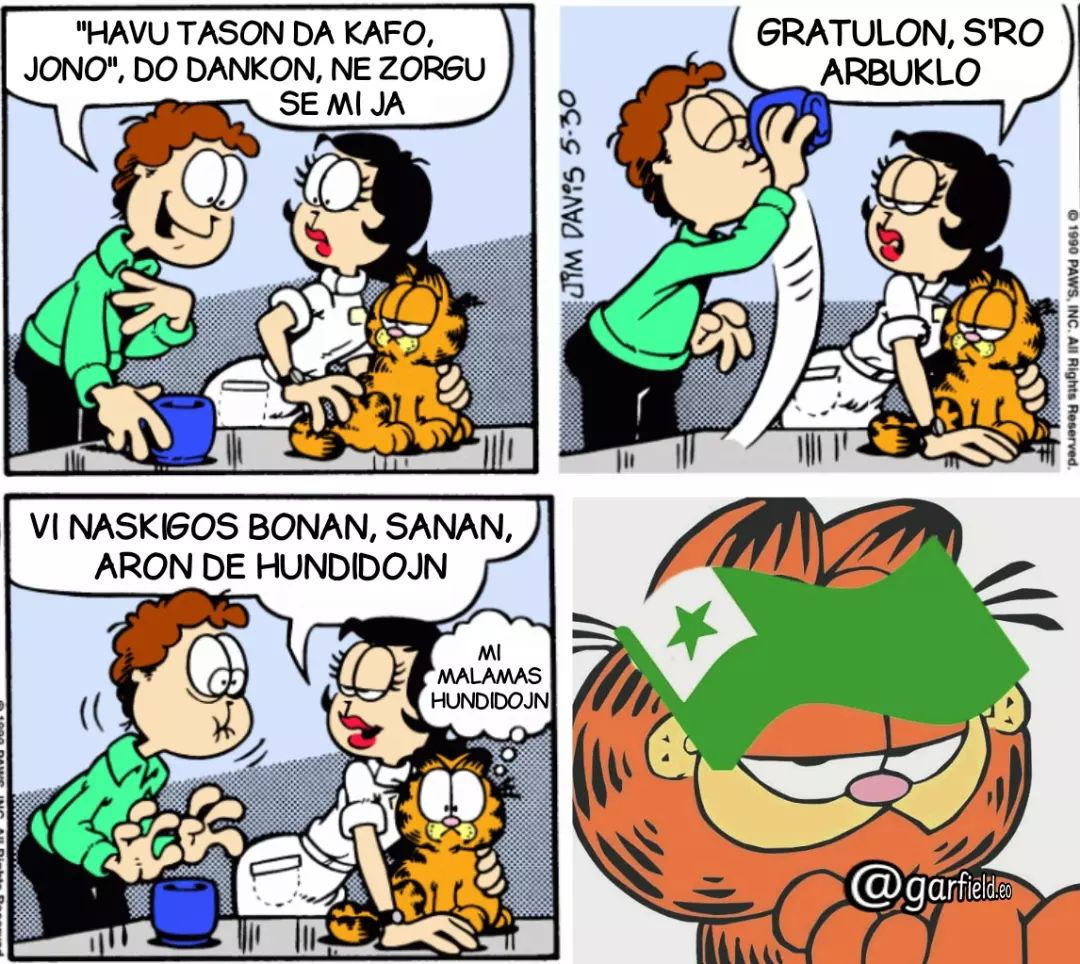 "HAVU TASON DA KAFO,
JONO", DO DANKON, NE ZORGU
SE MI JA
GRATULON, S'RO
ARBUKLO
JIM DAVIS 5·30
© 1990 PAWS, INC. All Rights Reserved.
VI NASKIGOS BONAN, SANAN,
ARON DE HUNDIDOJN
MI
MALAMAS
HUNDIDOJN
@garfield.eo